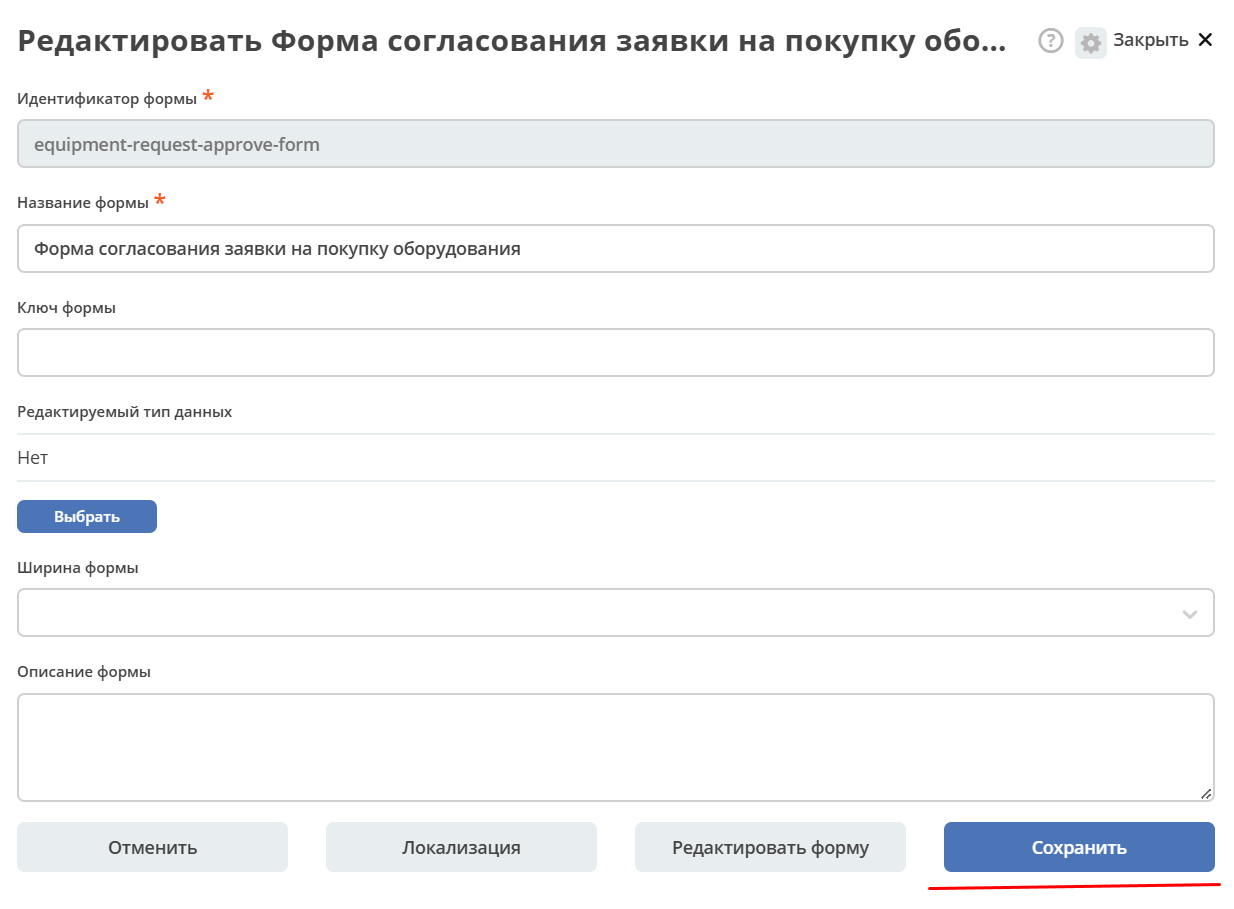 Редактировать Форма согласования заявки на покупку обо...
Закрыть
Идентификатор формы *
equipment-request-approve-form
Название формы *
Форма согласования заявки на покупку оборудования
Ключ формы
Редактируемый тип данных
Нет
Выбрать
Ширина формы
Описание формы
Отменить Локализация Редактировать форму Сохранить